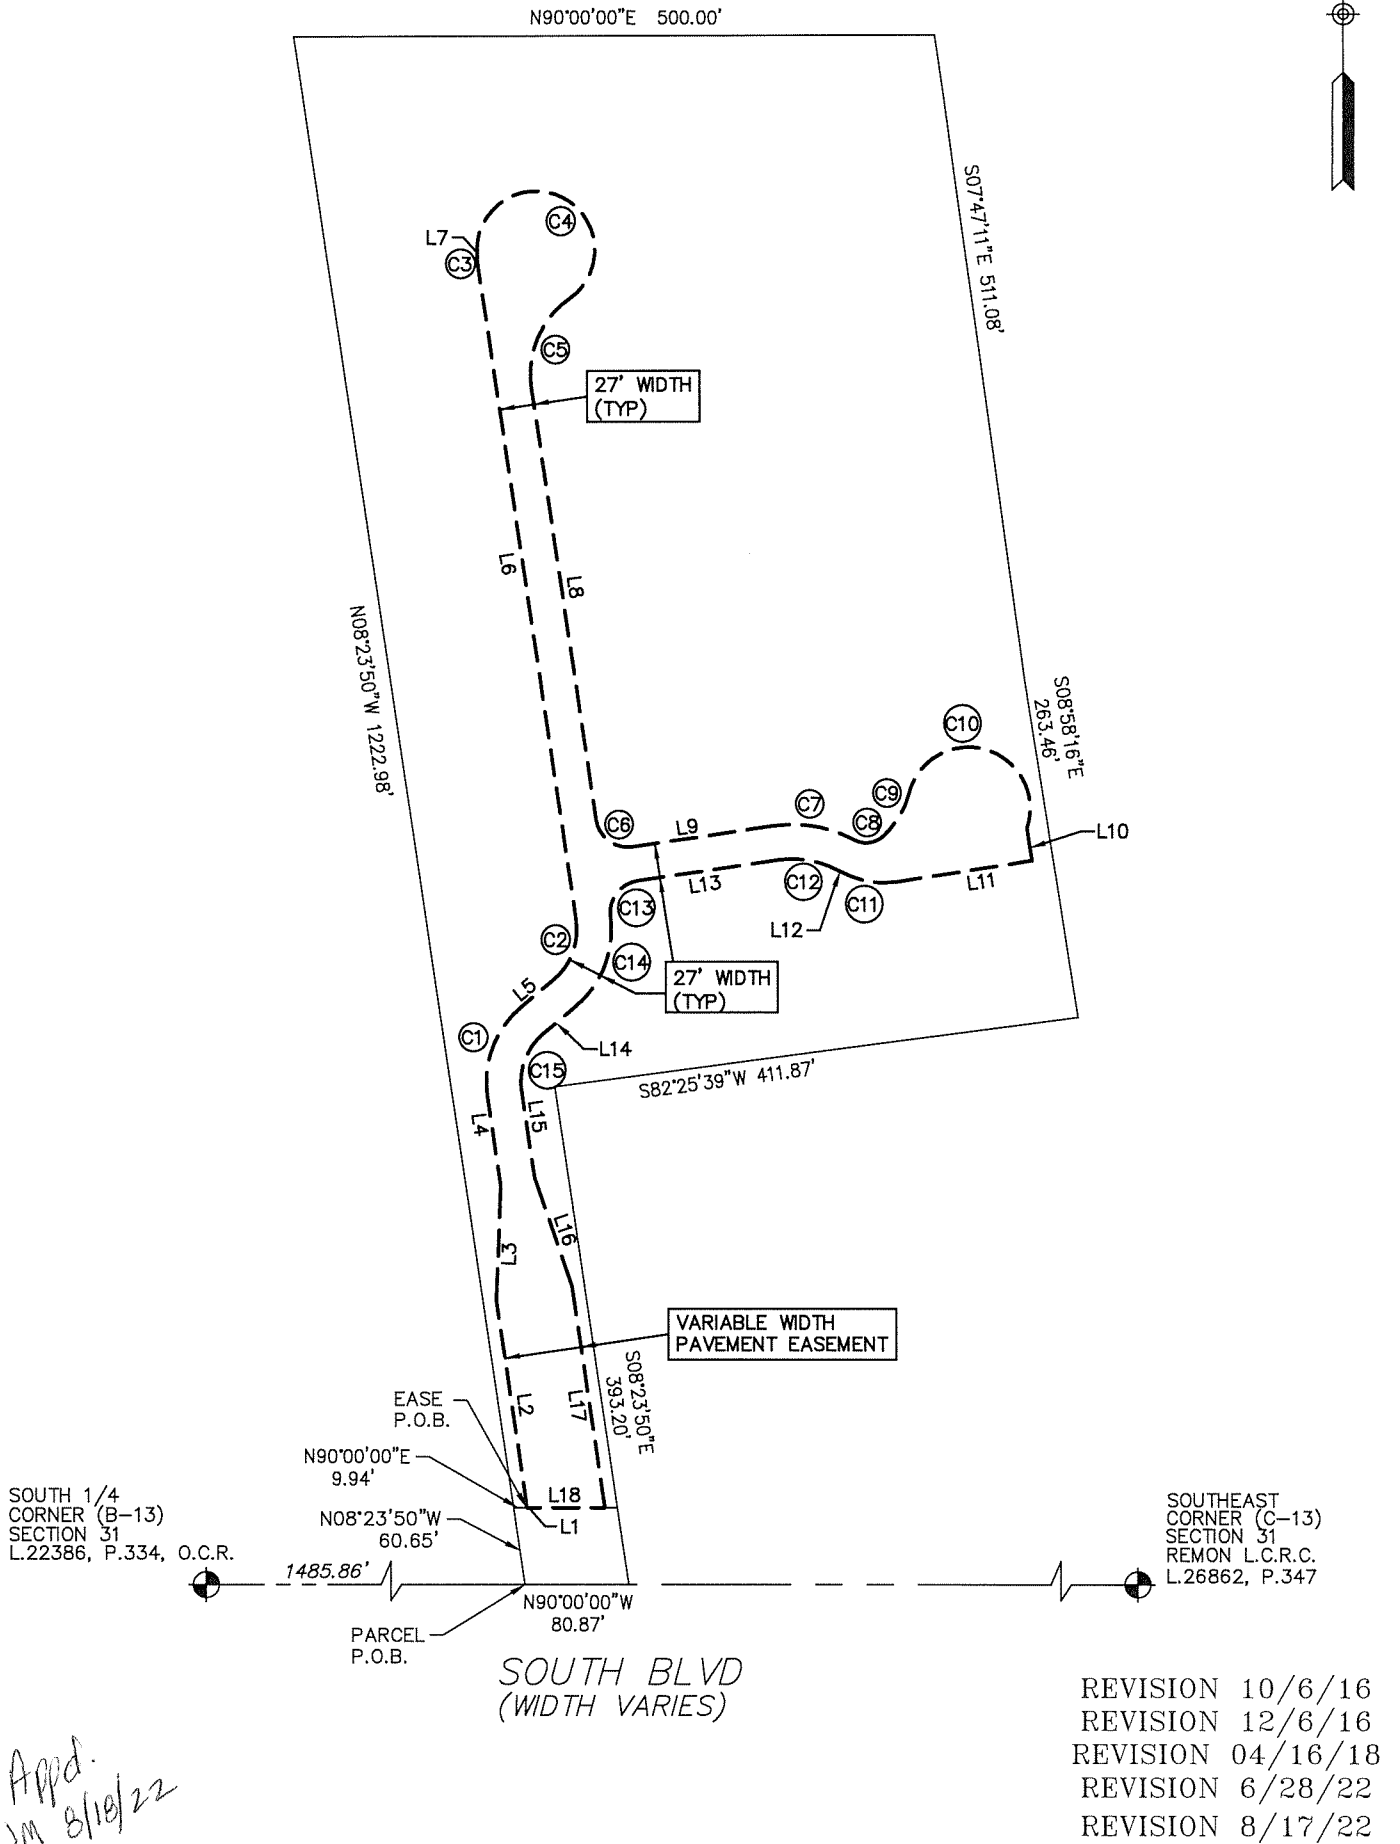 N90°00'00"E 500.00'
S07°47'11"E 511.08'
C4
L7
C3
C5
27' WIDTH
(TYP)
L6
L8
N08°23'50"W 1222.98'
S08°58'16"E
263.46'
C10
C9
C7
C8
C6
L9
L10
L13
C12
L11
C11
C13
L12
C2
C14
27' WIDTH
(TYP)
L5
C1
L14
C15
S82°25'39"W 411.87'
L4
L15
L16
L3
VARIABLE WIDTH
PAVEMENT EASEMENT
S08°23'50"E
393.20'
EASE
P.O.B.
L2
L17
N90°00'00"E
9.94'
L18
L1
N08°23'50"W
60.65'
SOUTH 1/4
CORNER (B-13)
SECTION 31
L.22386, P.334, O.C.R.
SOUTHEAST
CORNER (C-13)
SECTION 31
REMON L.C.R.C.
L.26862, P.347
1485.86'
N90°00'00"W
80.87'
PARCEL
P.O.B.
SOUTH BLVD
(WIDTH VARIES)
REVISION 10/6/16
REVISION 12/6/16
REVISION 04/16/18
REVISION 6/28/22
REVISION 8/17/22
Appd.
JM 8/18/22